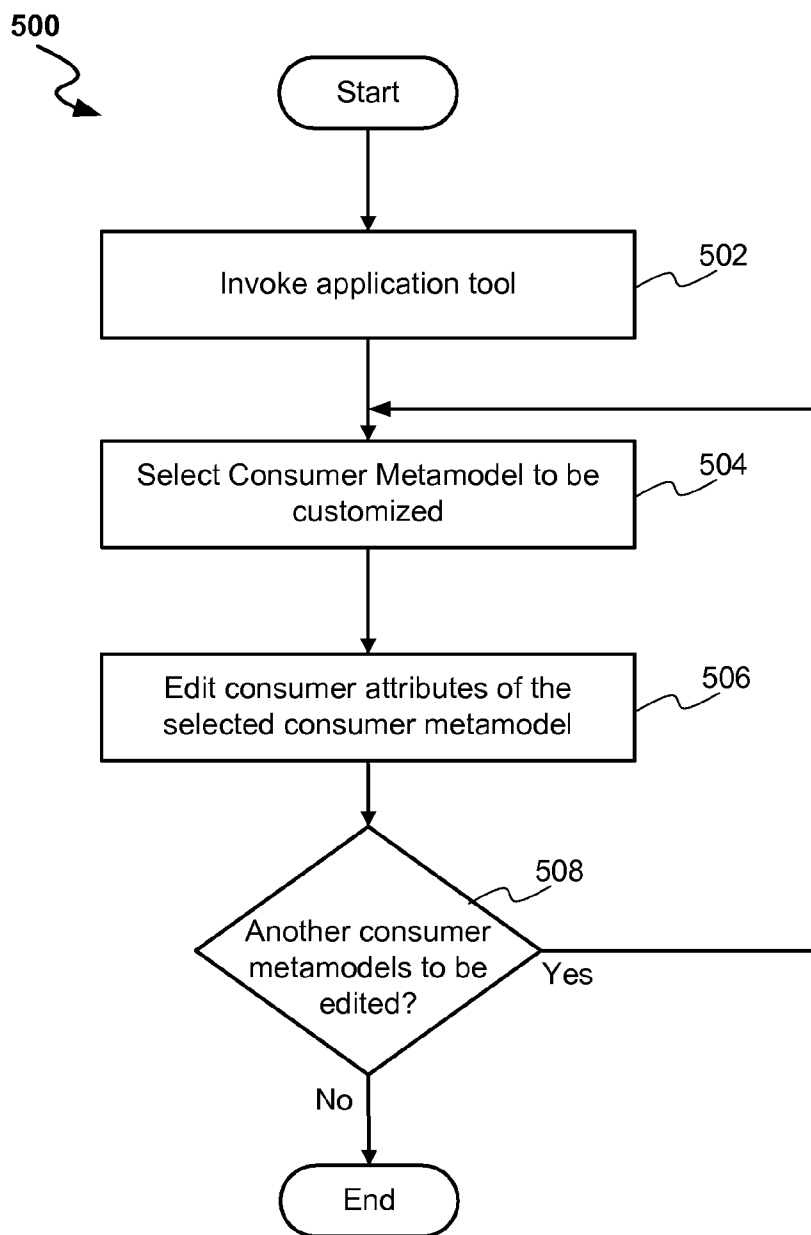 500
Start
Invoke application tool
502
Select Consumer Metamodel to be
customized
504
Edit consumer attributes of the
selected consumer metamodel
506
508
Another consumer
metamodels to be
edited?
Yes
No
End